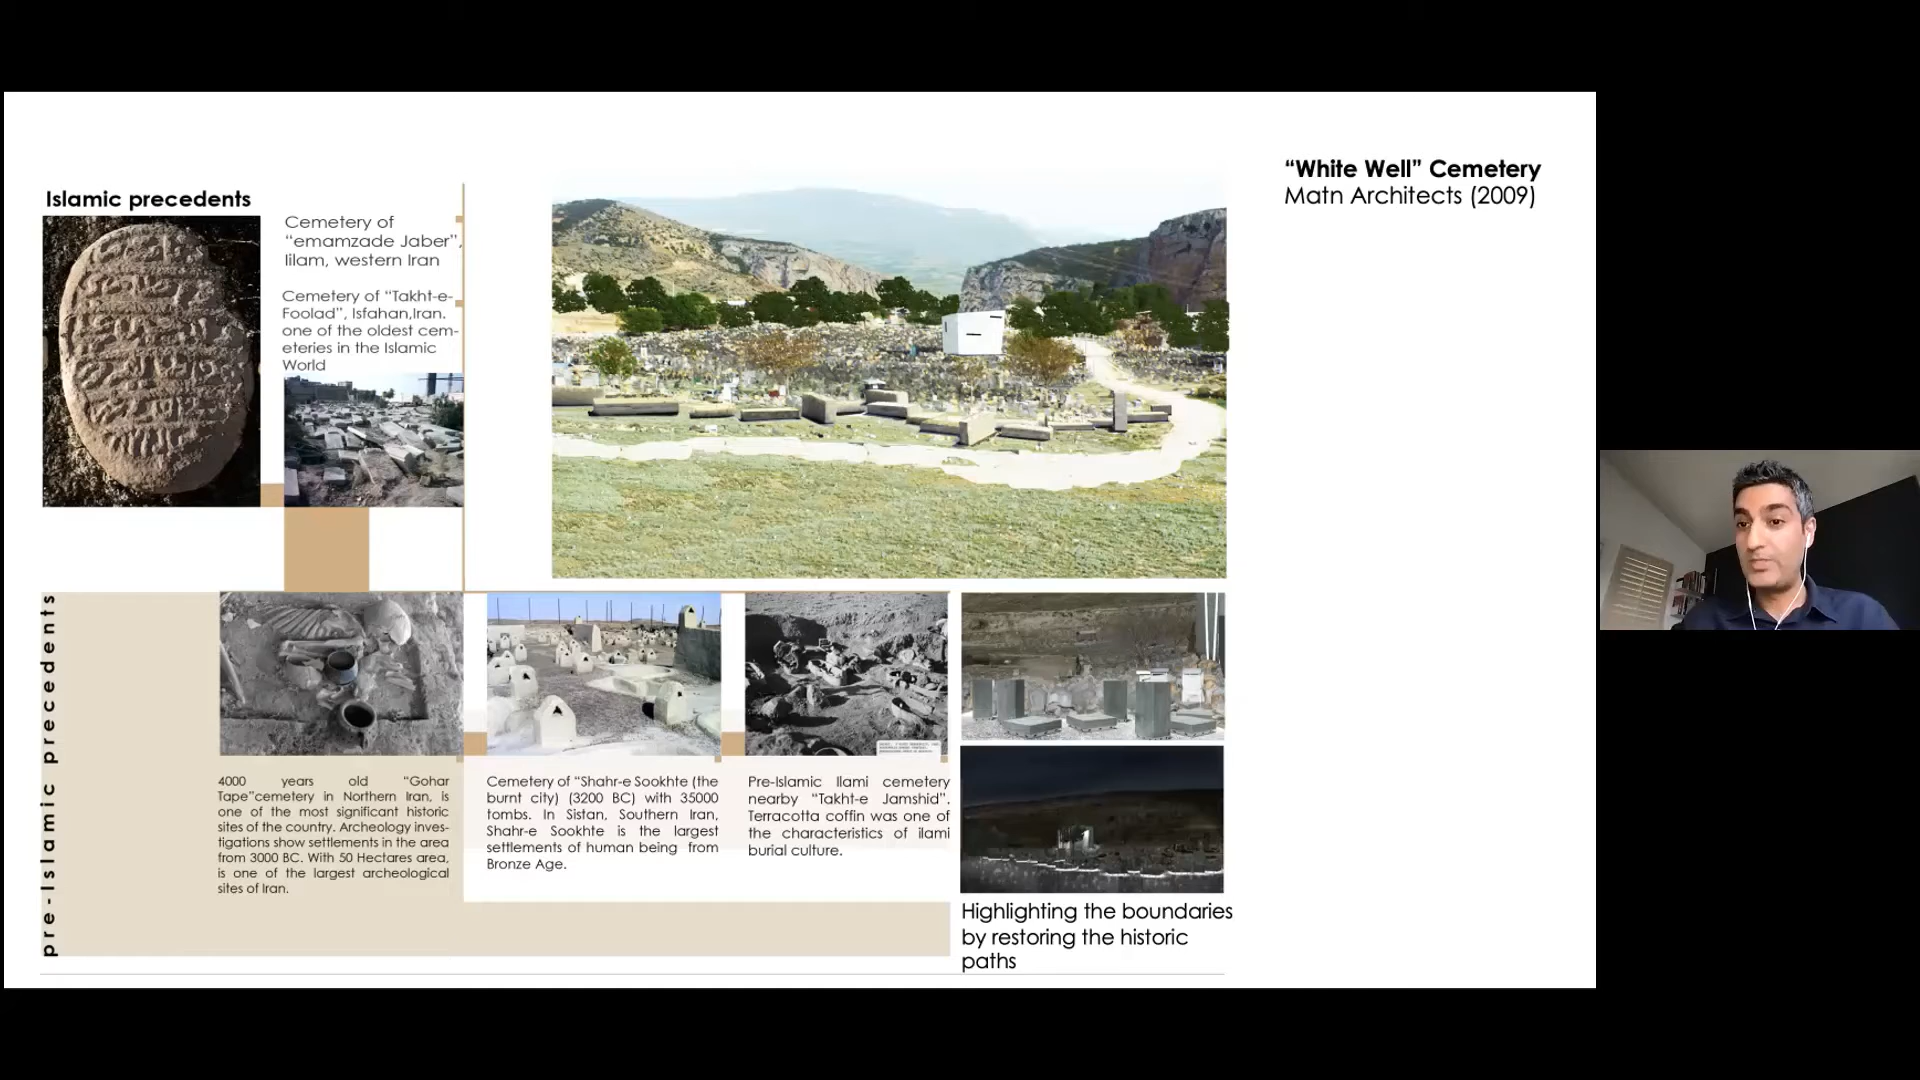 “White Well” Cemetery
Matn Architects (2009)
Islamic precedents
Cemetery of
“emamzade Jaber”,
Iilam, western Iran
Cemetery of “Takht-e-
Foolad”, Isfahan,Iran.
one of the oldest cem-
eteries in the Islamic
World
pre-Islamic precedents
4000 years old “Gohar
Tape”cemetery in Northern Iran, is
one of the most significant historic
sites of the country. Archeology inves-
tigations show settlements in the area
from 3000 BC. With 50 Hectares area,
is one of the largest archeological
sites of Iran.
Cemetery of “Shahr-e Sookhte (the
burnt city) (3200 BC) with 35000
tombs. In Sistan, Southern Iran,
Shahr-e Sookhte is the largest
settlements of human being from
Bronze Age.
Pre-Islamic Ilami cemetery
nearby “Takht-e Jamshid”.
Terracotta coffin was one of
the characteristics of ilami
burial culture.
Highlighting the boundaries
by restoring the historic
paths